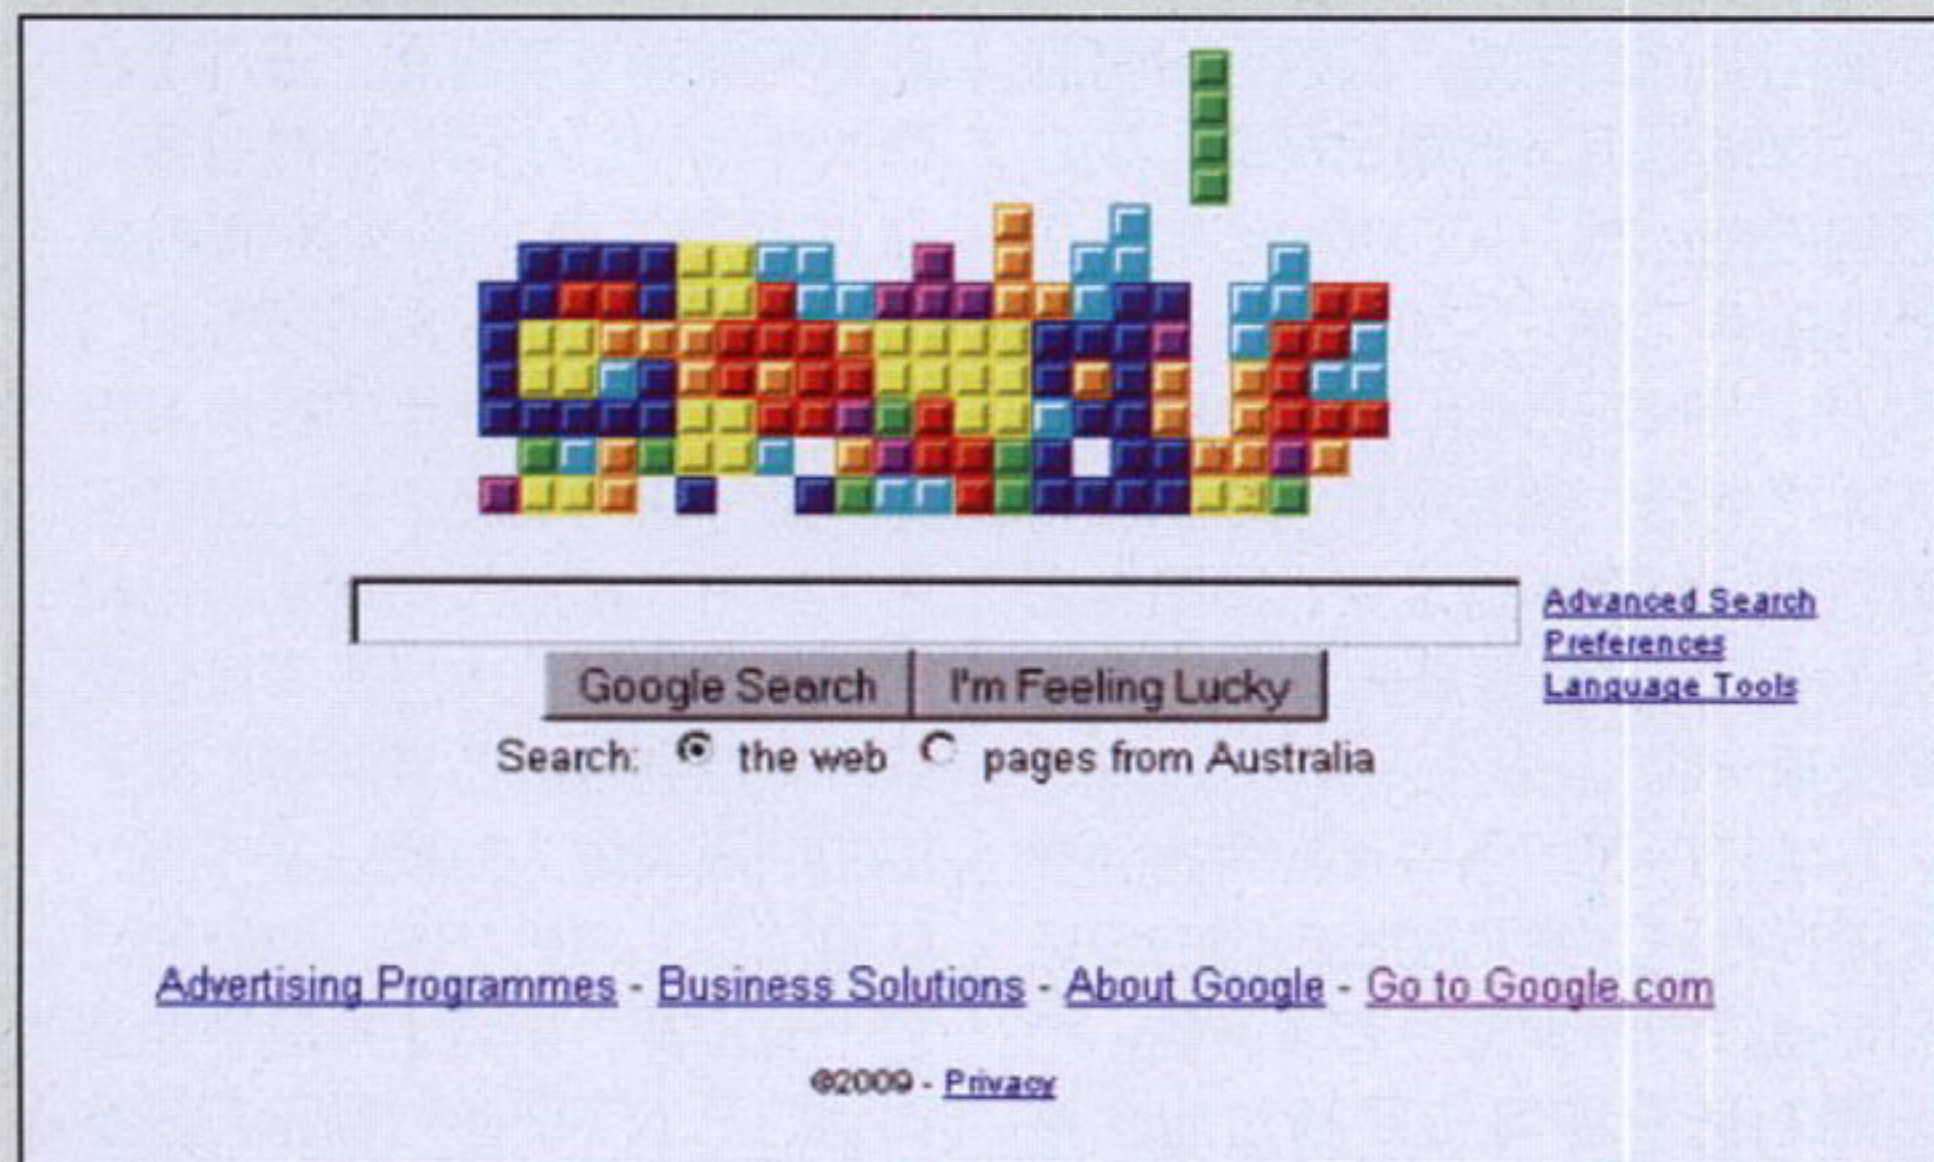 Google
Advanced Search
Preferences
Language Tools
Google Search I'm Feeling Lucky
Search: the web pages from Australia
Advertising Programmes - Business Solutions - About Google - Go to Google.com
©2009 - Privacy